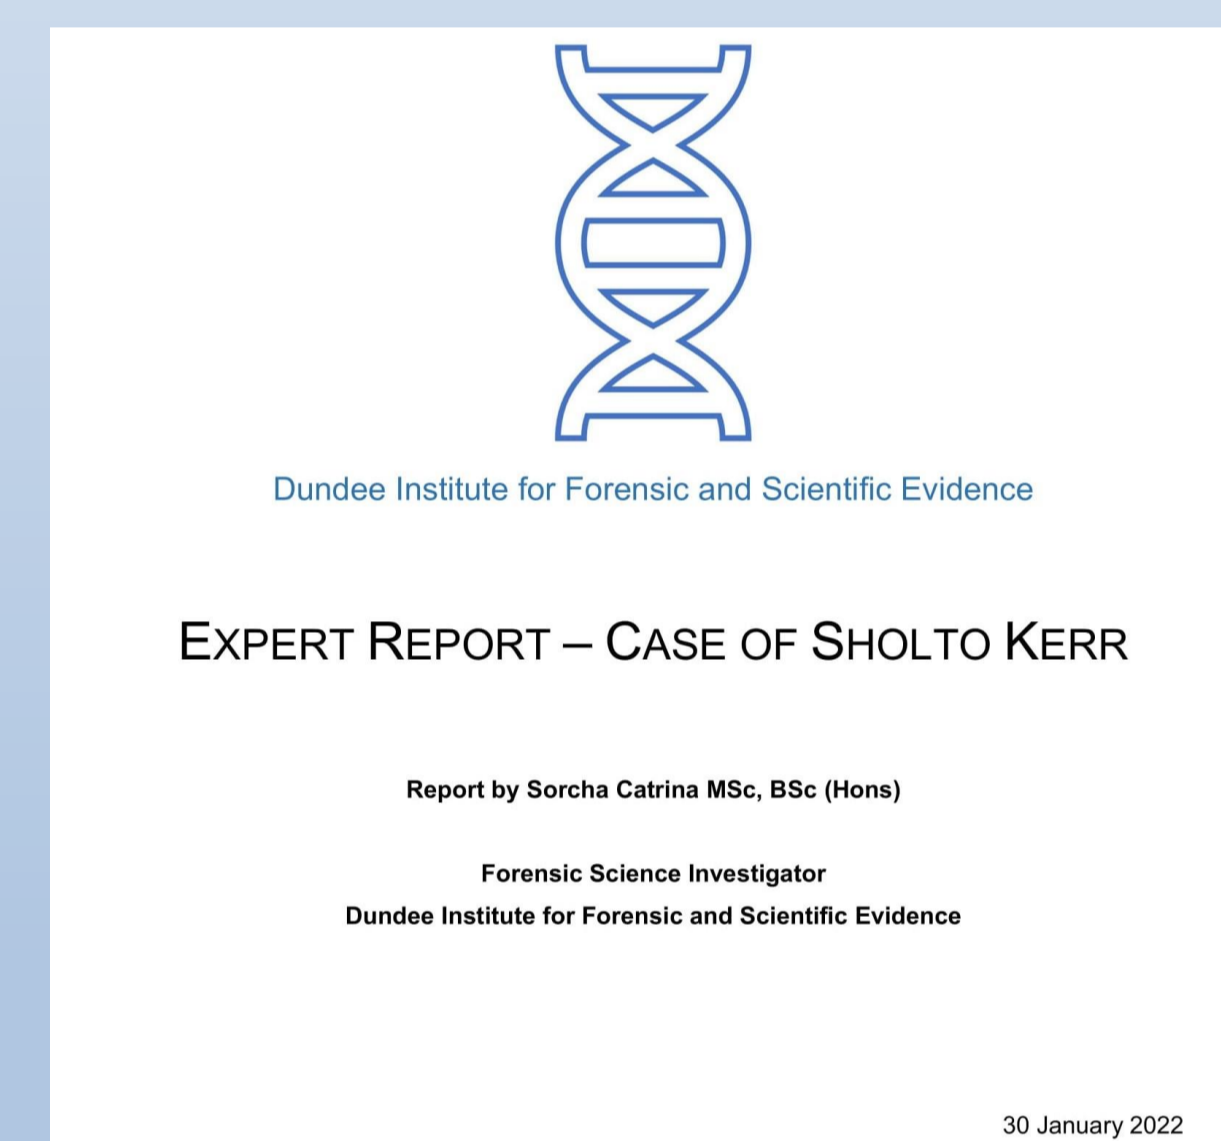 Dundee Institute for Forensic and Scientific Evidence
EXPERT REPORT – CASE OF SHOLTO KERR
Report by Sorcha Catrina MSc, BSc (Hons)
Forensic Science Investigator
Dundee Institute for Forensic and Scientific Evidence
30 January 2022